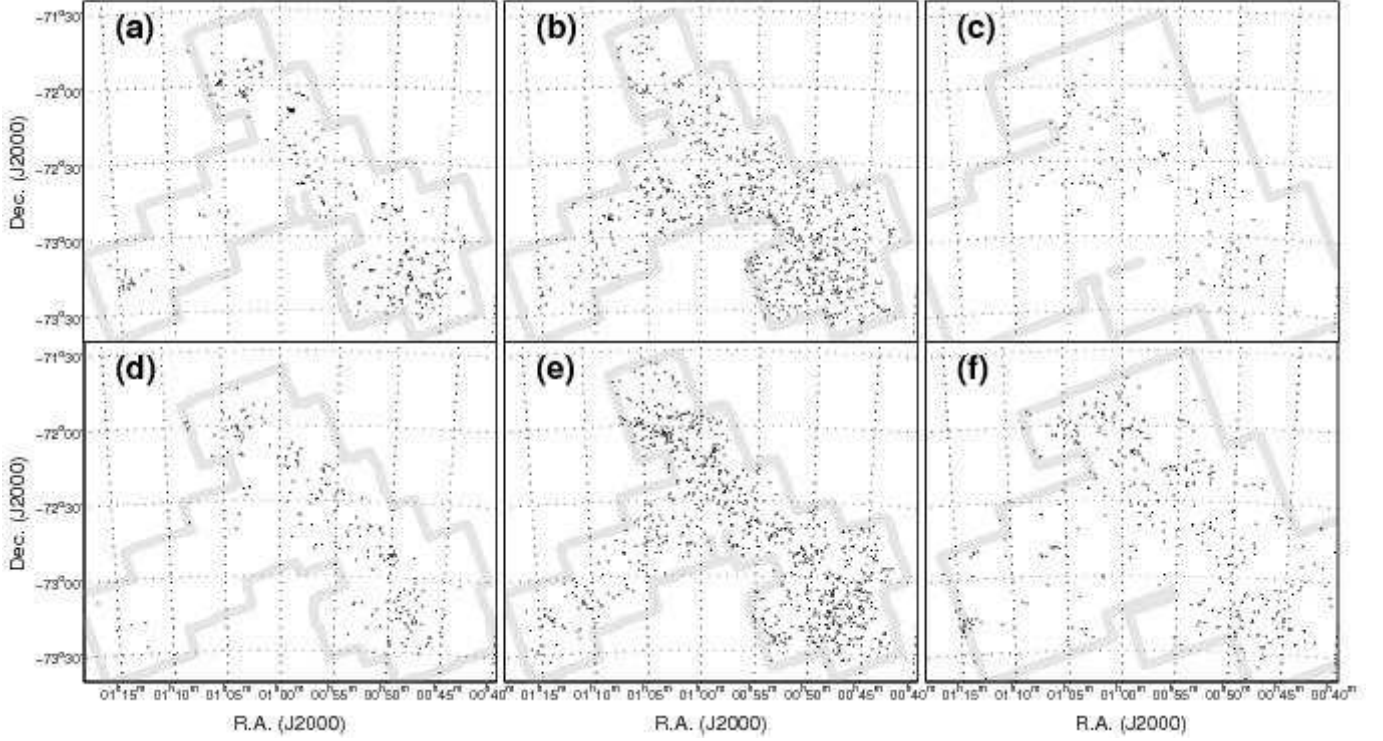 (a)
(b)
(c)
−71°30'
−72°00'
−72°30'
−73°00'
−73°30'
Dec. (J2000)
(d)
(e)
(f)
−71°30'
−72°00'
−72°30'
−73°00'
−73°30'
Dec. (J2000)
01ʰ15ᵐ 01ʰ10ᵐ 01ʰ05ᵐ 01ʰ00ᵐ 00ʰ55ᵐ 00ʰ50ᵐ 00ʰ45ᵐ 00ʰ40ᵐ
01ʰ15ᵐ 01ʰ10ᵐ 01ʰ05ᵐ 01ʰ00ᵐ 00ʰ55ᵐ 00ʰ50ᵐ 00ʰ45ᵐ 00ʰ40ᵐ
01ʰ15ᵐ 01ʰ10ᵐ 01ʰ05ᵐ 01ʰ00ᵐ 00ʰ55ᵐ 00ʰ50ᵐ 00ʰ45ᵐ 00ʰ40ᵐ
R.A. (J2000)
R.A. (J2000)
R.A. (J2000)